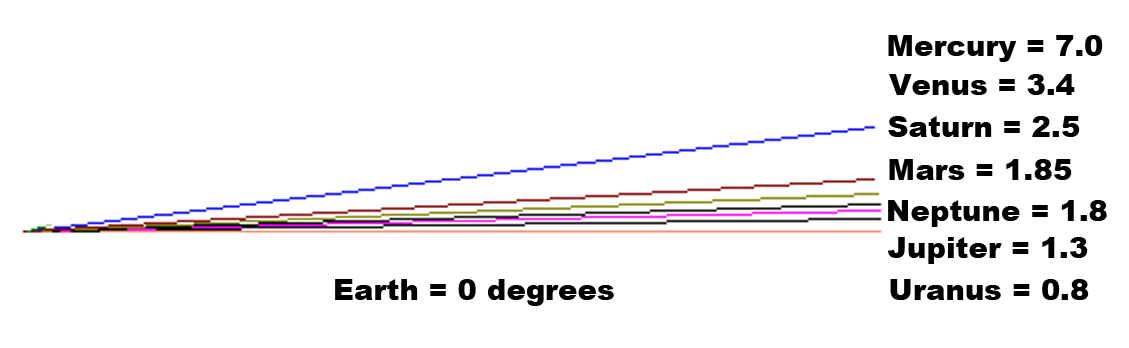 Mercury = 7.0
Venus = 3.4
Saturn = 2.5
Mars = 1.85
Neptune = 1.8
Jupiter = 1.3
Earth = 0 degrees
Uranus = 0.8